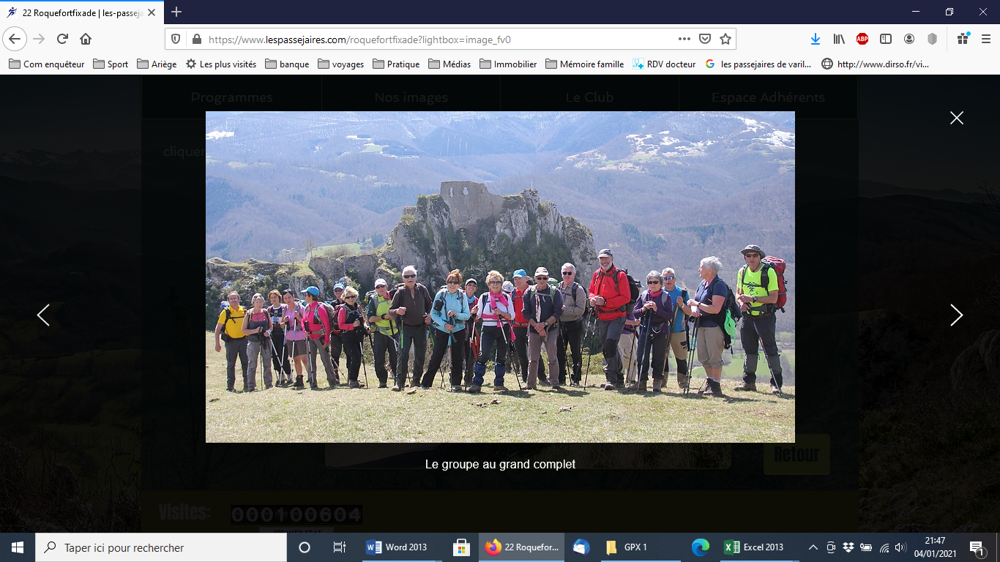 22 Roquefortfixade | les-passeja
https://www.lespassejaires.com/roquefortfixade?lightbox=image_fv0
Com enquêteur
Sport
Ariège
Les plus visités
banque
voyages
Pratique
Médias
Immobilier
Mémoire famille
RDV docteur
les passejaires de varil...
http://www.dirso.fr/vi...
ABP
Programmes
Nos images
Le Club
Espace Adhérents
cliquer
Le groupe au grand complet
Retour
Visites:
000100604
Taper ici pour rechercher
Word 2013
22 Roquefor...
GPX 1
Excel 2013
21:47
04/01/2021
1